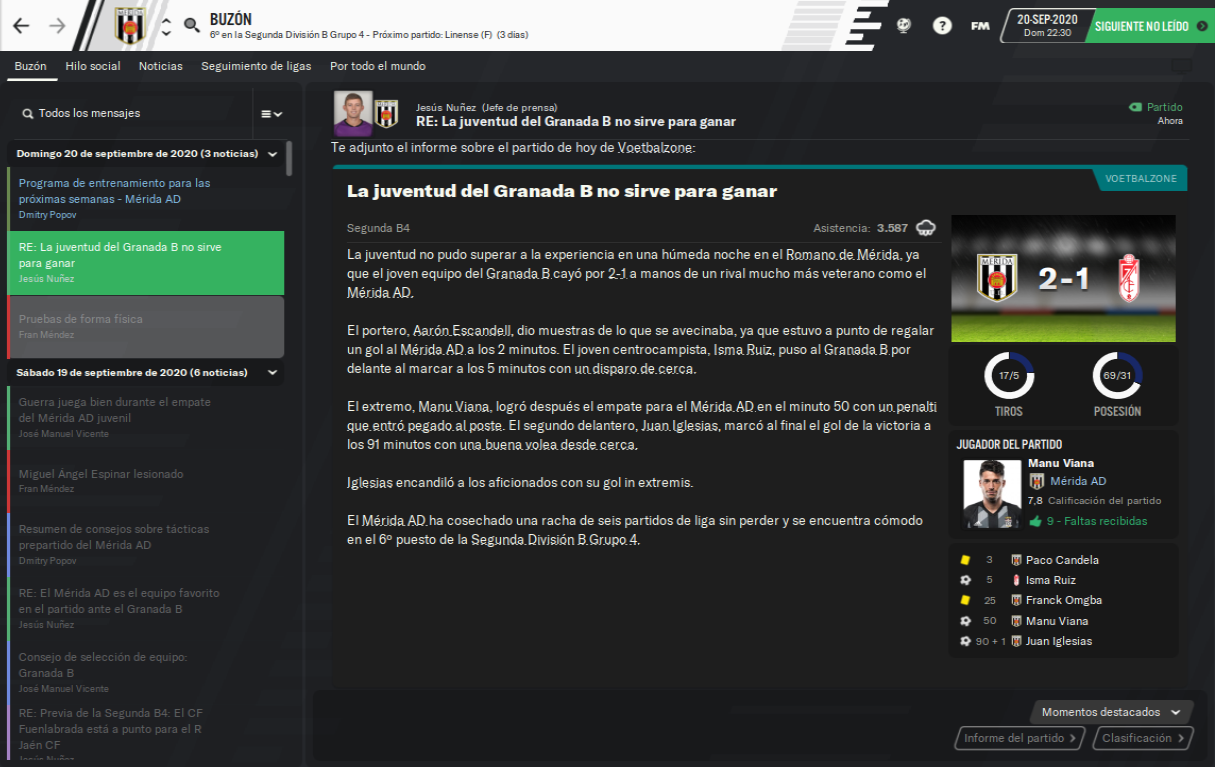 BUZÓN
6º en la Segunda División B Grupo 4 - Próximo partido: Linense (F) (3 días)
?
FM
20-SEP-2020
Dom 22:30
SIGUIENTE NO LEÍDO
Buzón
Hilo social
Noticias
Seguimiento de ligas
Por todo el mundo
Todos los mensajes
Domingo 20 de septiembre de 2020 (3 noticias)
Programa de entrenamiento para las
próximas semanas - Mérida AD
Dmitry Popov
RE: La juventud del Granada B no sirve
para ganar
Jesús Nuñez
Pruebas de forma física
Fran Méndez
Sábado 19 de septiembre de 2020 (6 noticias)
Guerra juega bien durante el empate
del Mérida AD juvenil
José Manuel Vicente
Miguel Ángel Espinar lesionado
Fran Méndez
Resumen de consejos sobre tácticas
prepartido del Mérida AD
Dmitry Popov
RE: El Mérida AD es el equipo favorito
en el partido ante el Granada B
Jesús Nuñez
Consejo de selección de equipo:
Granada B
José Manuel Vicente
RE: Previa de la Segunda B4: El CF
Fuenlabrada está a punto para el R
Jaén CF
Jesús Nuñez
Jesús Nuñez (Jefe de prensa)
RE: La juventud del Granada B no sirve para ganar
Partido
Ahora
Te adjunto el informe sobre el partido de hoy de Voetbalzone:
VOETBALZONE
La juventud del Granada B no sirve para ganar
Segunda B4
Asistencia: 3.587
La juventud no pudo superar a la experiencia en una húmeda noche en el Romano de Mérida, ya
que el joven equipo del Granada B cayó por 2-1 a manos de un rival mucho más veterano como el
Mérida AD.
El portero, Aarón Escandell, dio muestras de lo que se avecinaba, ya que estuvo a punto de regalar
un gol al Mérida AD a los 2 minutos. El joven centrocampista, Isma Ruiz, puso al Granada B por
delante al marcar a los 5 minutos con un disparo de cerca.
El extremo, Manu Viana, logró después el empate para el Mérida AD en el minuto 50 con un penalti
que entró pegado al poste. El segundo delantero, Juan Iglesias, marcó al final el gol de la victoria a
los 91 minutos con una buena volea desde cerca.
Iglesias encandiló a los aficionados con su gol in extremis.
El Mérida AD ha cosechado una racha de seis partidos de liga sin perder y se encuentra cómodo
en el 6º puesto de la Segunda División B Grupo 4.
MÉRIDA
2-1
17/5
TIROS
69/31
POSESIÓN
JUGADOR DEL PARTIDO
Manu Viana
Mérida AD
7,8 Calificación del partido
9 - Faltas recibidas
3 Paco Candela
5 Isma Ruiz
25 Franck Omgba
50 Manu Viana
90 + 1 Juan Iglesias
Momentos destacados
Informe del partido
Clasificación